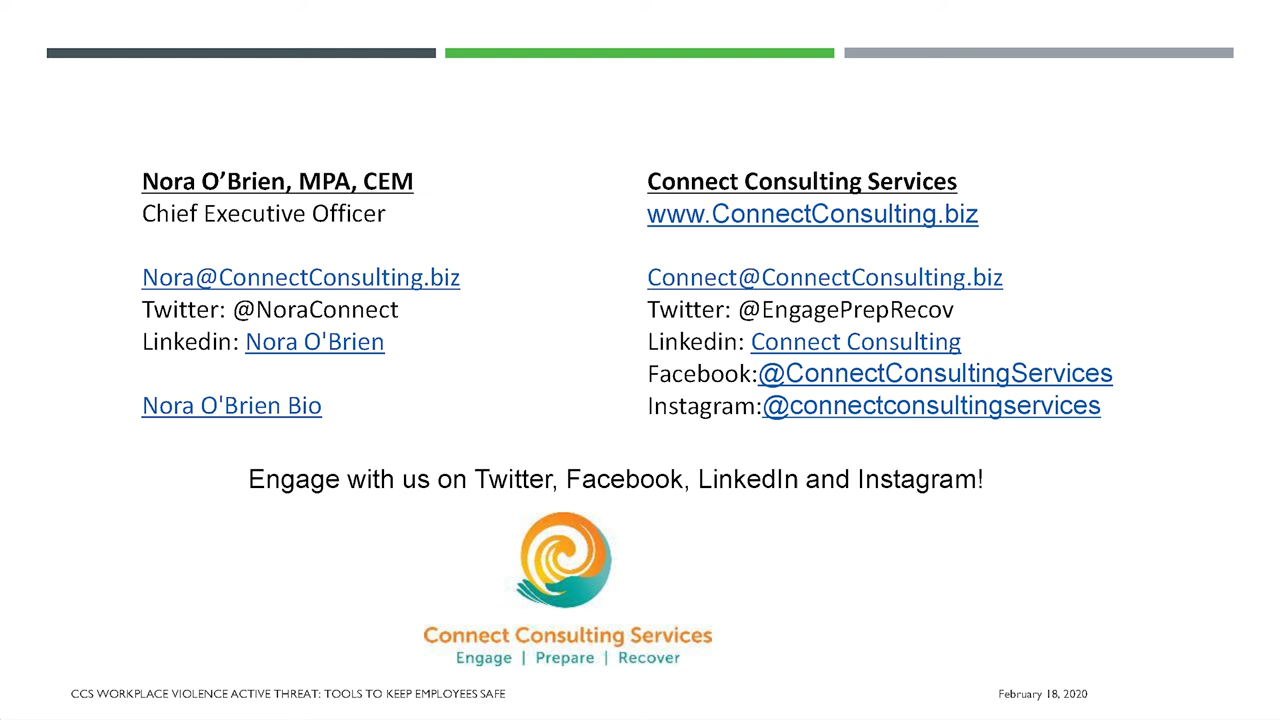 Nora O’Brien, MPA, CEM
Chief Executive Officer
Nora@ConnectConsulting.biz
Twitter: @NoraConnect
Linkedin: Nora O'Brien
Nora O'Brien Bio
Connect Consulting Services
www.ConnectConsulting.biz
Connect@ConnectConsulting.biz
Twitter: @EngagePrepRecov
Linkedin: Connect Consulting
Facebook:@ConnectConsultingServices
Instagram:@connectconsultingservices
Engage with us on Twitter, Facebook, LinkedIn and Instagram!
Connect Consulting Services
Engage | Prepare | Recover
CCS WORKPLACE VIOLENCE ACTIVE THREAT: TOOLS TO KEEP EMPLOYEES SAFE
February 18, 2020